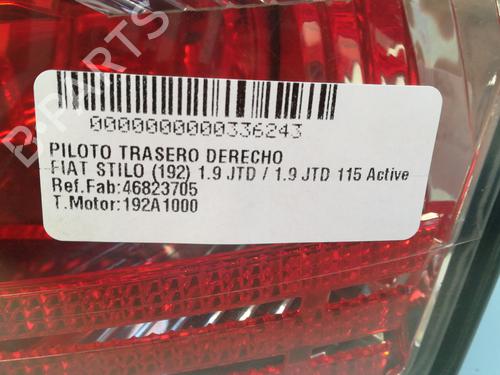 0000000000336243
PILOTO TRASERO DERECHO
FIAT STILO (192) 1.9 JTD / 1.9 JTD 115 Active
Ref.Fab:46823705
T.Motor:192A1000
B-PARTS